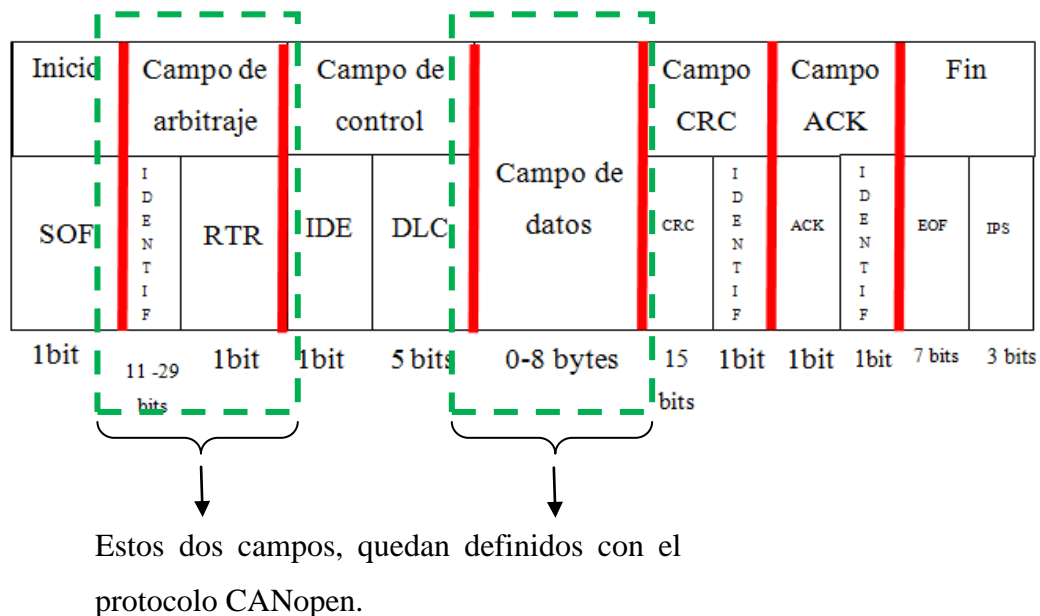 Inicio Campo de Campo de Campo Campo Fin
arbitraje control CRC ACK
Campo de
datos
SOF IDENTIF RTR IDE DLC CRC IDENTIF ACK IDENTIF EOF IPS
1bit 11 -29 1bit 1bit 5 bits 0-8 bytes 15 1bit 1bit 1bit 7 bits 3 bits
bits bits
Estos dos campos, quedan definidos con el
protocolo CANopen.